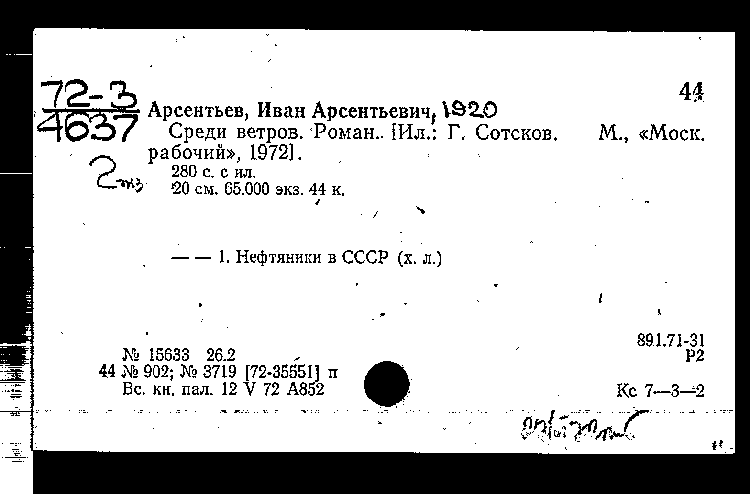 44
72-3
4637
2 экз
Арсентьев, Иван Арсентьевич, 1920
Среди ветров. Роман. [Ил.: Г. Сотсков. М., «Моск.
рабочий», 1972].
280 с. с ил.
20 см. 65.000 экз. 44 к.
— — 1. Нефтяники в СССР (х. л.)
891.71-31
Р2
№ 15633 26.2
44 № 902; № 3719 [72-35551] п
Вс. кн. пал. 12 V 72 А852
Кс 7—3—2